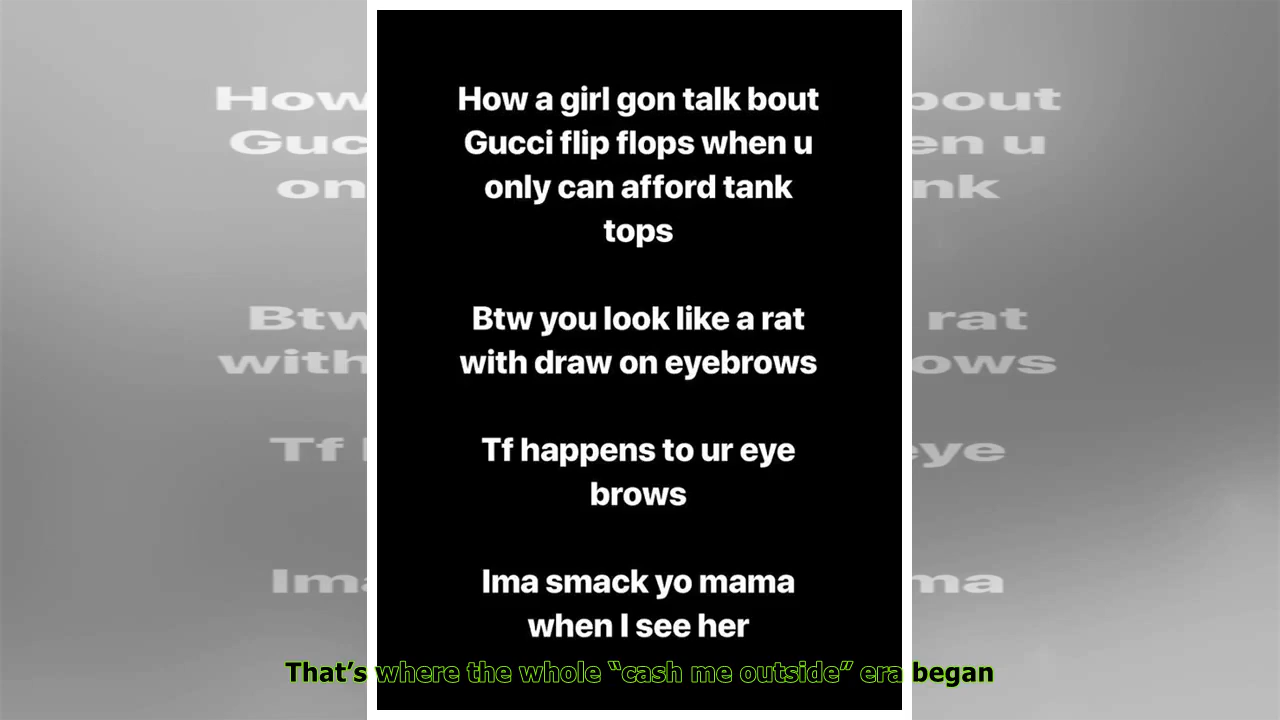 How a girl gon talk bout
Gucci flip flops when u
only can afford tank
tops
Btw you look like a rat
with draw on eyebrows
Tf happens to ur eye
brows
Ima smack yo mama
when I see her
That’s where the whole “cash me outside” era began